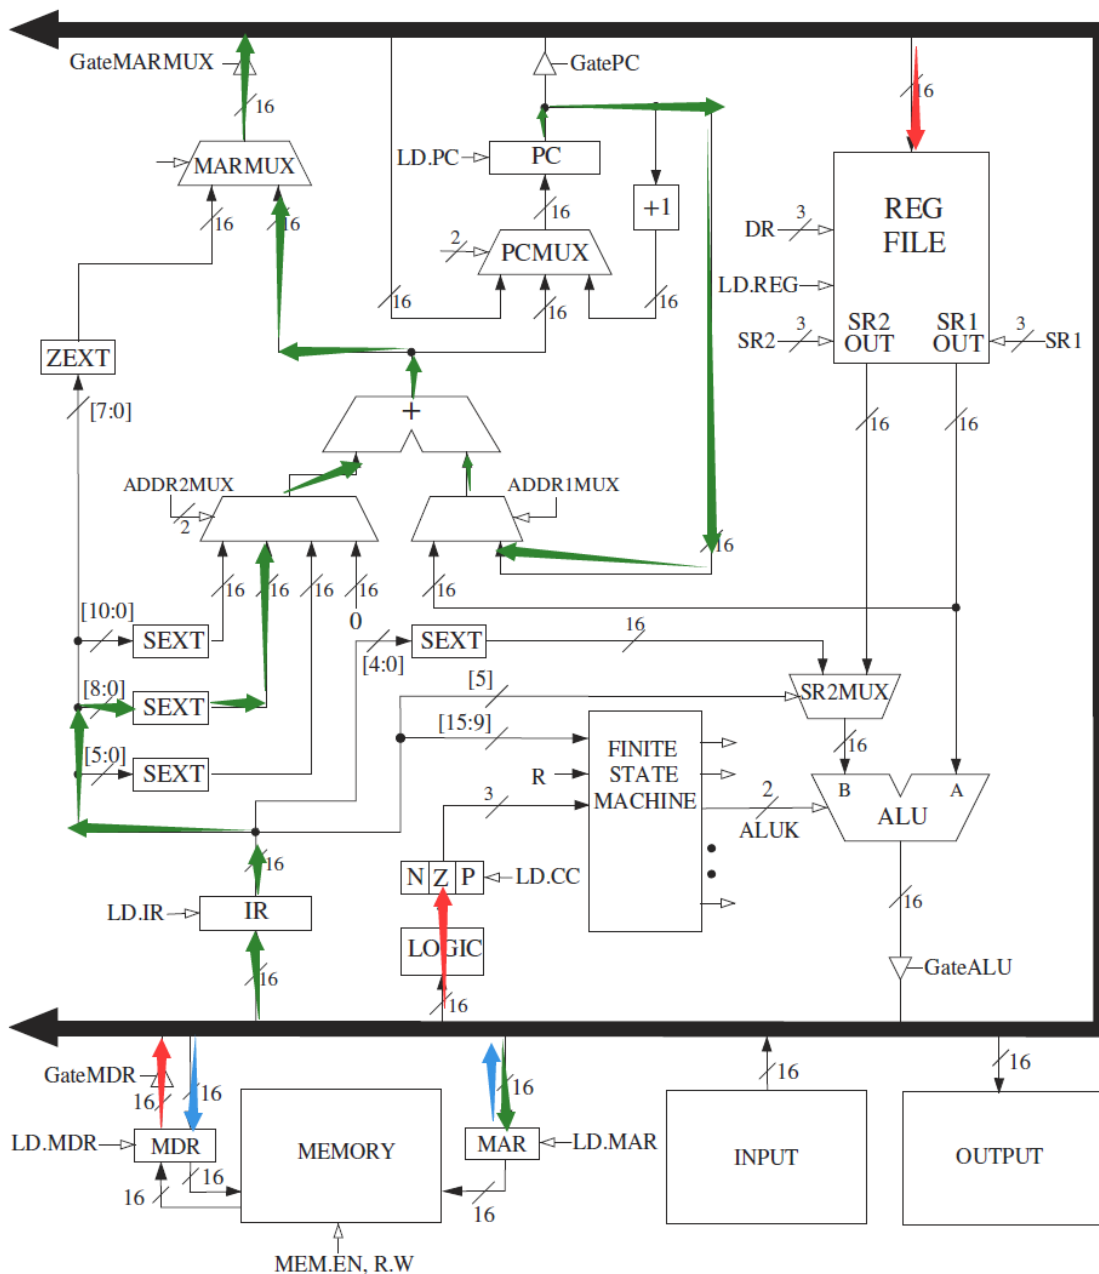 GateMARMUX
GatePC
16
16
LD.PC
PC
MARMUX
16
16
16
+1
REG
FILE
DR
3
2
PCMUX
LD.REG
16
16
16
SR2
3
SR2
OUT
SR1
OUT
3
SR1
ZEXT
[7:0]
+
16
16
ADDR2MUX
2
ADDR1MUX
16
16
16
16
16
16
0
[10:0]
SEXT
[4:0]
SEXT
16
[8:0]
SEXT
[5]
SR2MUX
[15:9]
16
[5:0]
SEXT
R
FINITE
STATE
MACHINE
B
A
ALU
3
2
ALUK
16
N Z P
LD.CC
LD.IR
IR
16
LOGIC
GateALU
16
16
GateMDR
16
16
16
16
16
LD.MDR
MDR
MEMORY
MAR
LD.MAR
INPUT
OUTPUT
16
16
16
MEM.EN, R.W